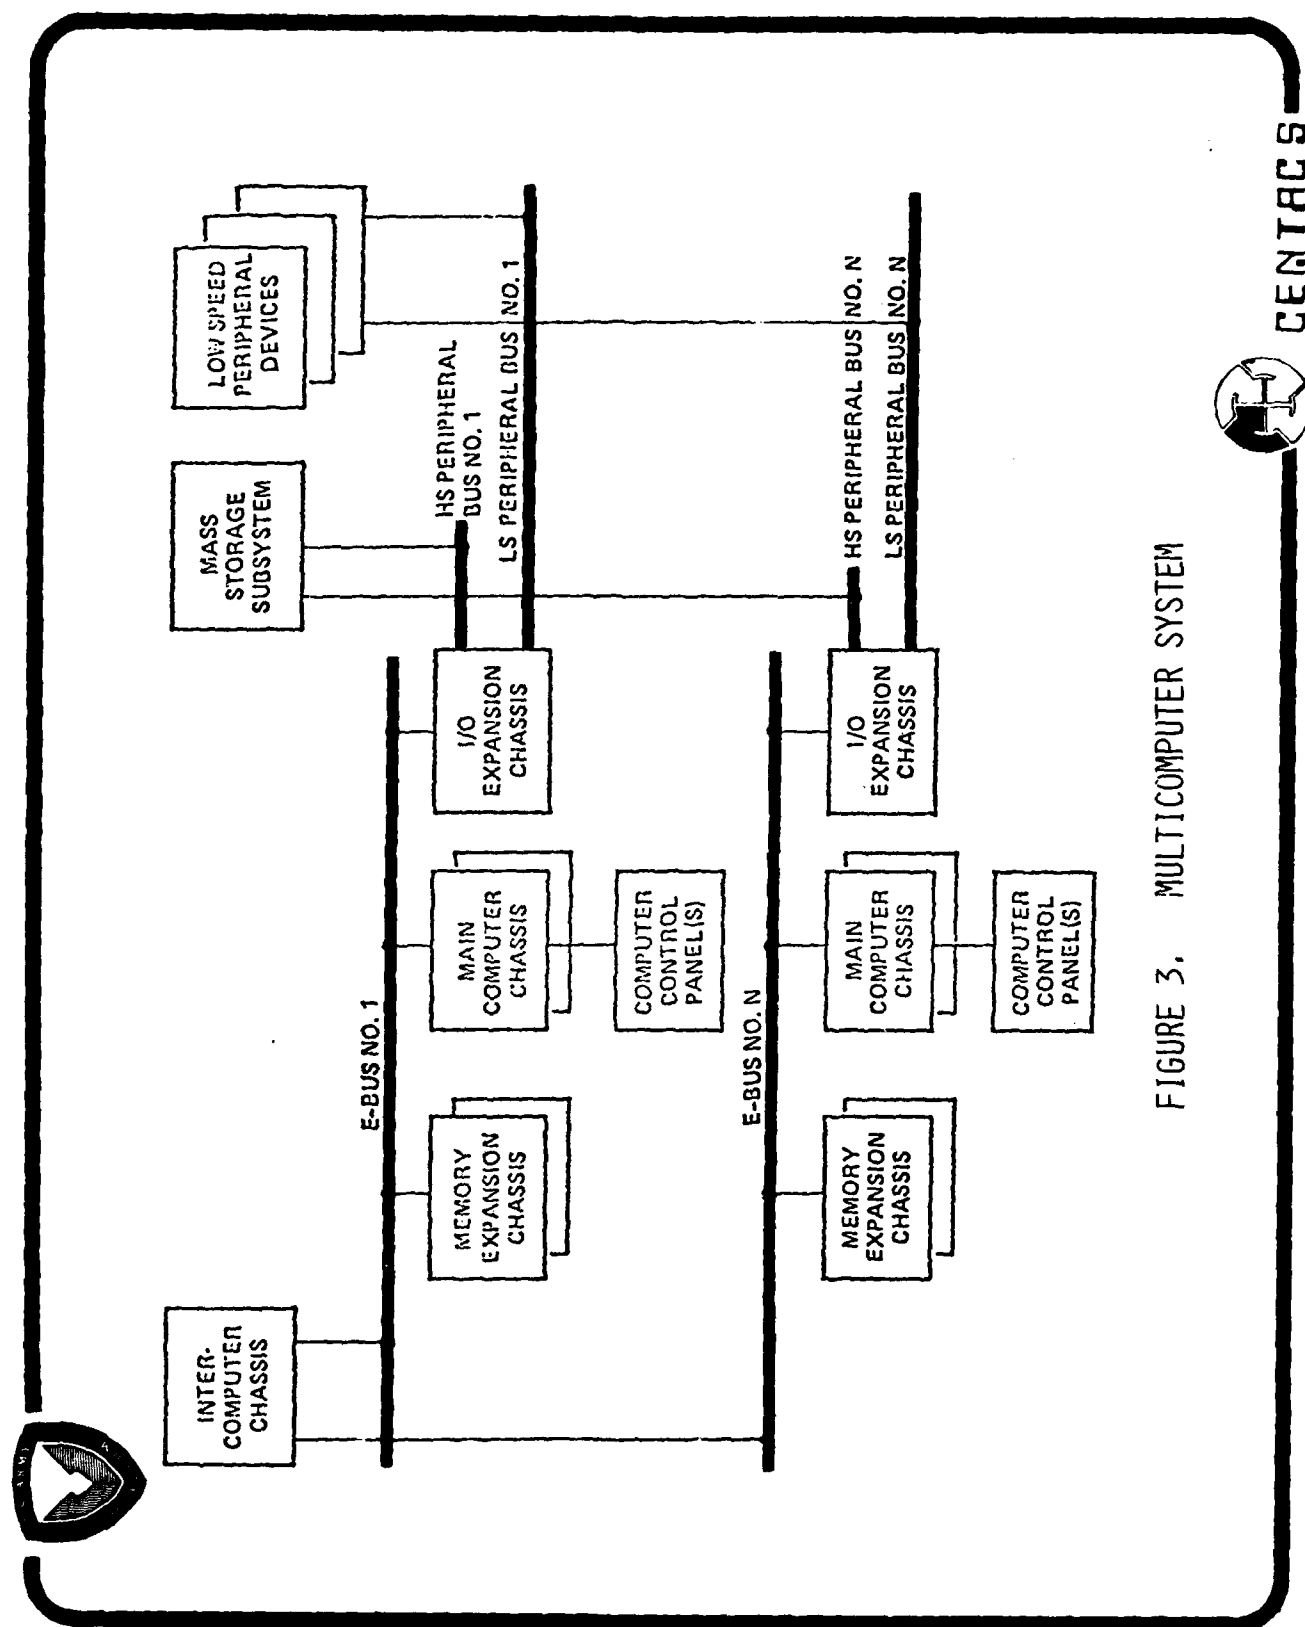 INTER-
COMPUTER
CHASSIS
MASS
STORAGE
SUBSYSTEM
LOW SPEED
PERIPHERAL
DEVICES
E-BUS NO. 1
HS PERIPHERAL
BUS NO. 1
LS PERIPHERAL BUS NO. 1
MEMORY
EXPANSION
CHASSIS
MAIN
COMPUTER
CHASSIS
I/O
EXPANSION
CHASSIS
COMPUTER
CONTROL
PANEL(S)
E-BUS NO. N
HS PERIPHERAL BUS NO. N
LS PERIPHERAL BUS NO. N
MEMORY
EXPANSION
CHASSIS
MAIN
COMPUTER
CHASSIS
I/O
EXPANSION
CHASSIS
COMPUTER
CONTROL
PANEL(S)
FIGURE 3. MULTICOMPUTER SYSTEM
CENTACS